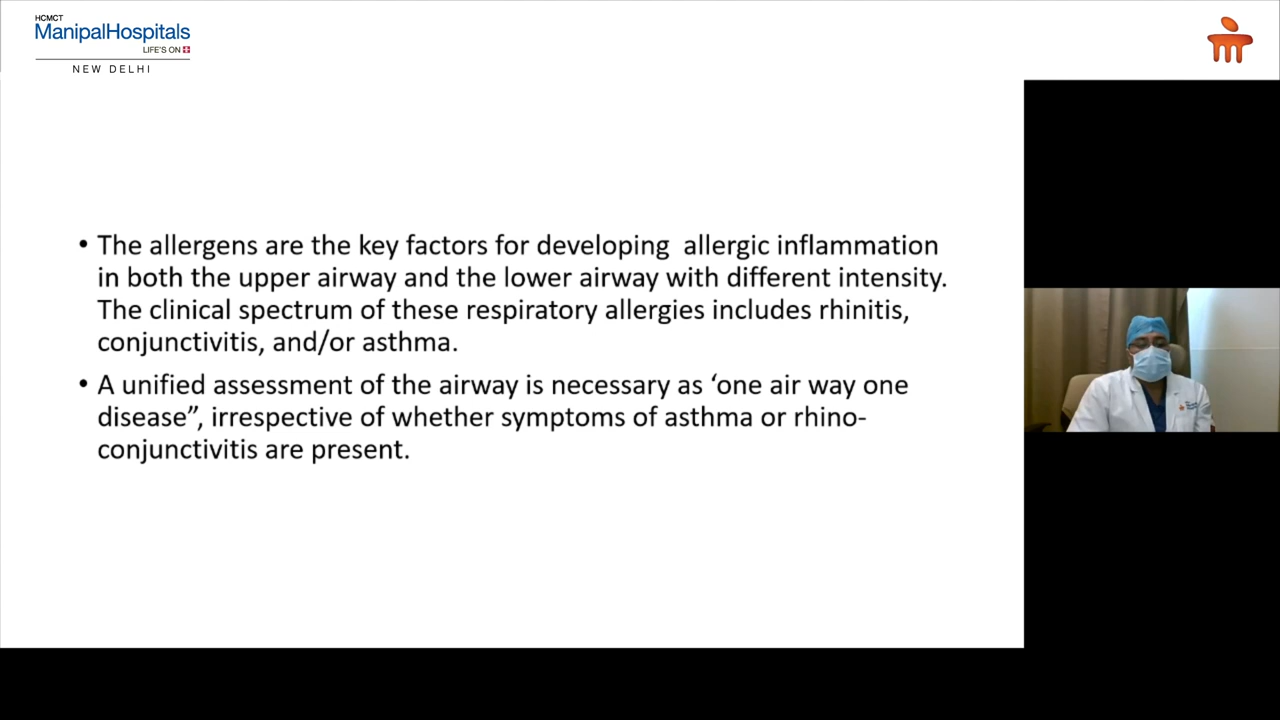 HCMCT
ManipalHospitals
LIFE'S ON
NEW DELHI
• The allergens are the key factors for developing  allergic inflammation
in both the upper airway and the lower airway with different intensity.
The clinical spectrum of these respiratory allergies includes rhinitis,
conjunctivitis, and/or asthma.
• A unified assessment of the airway is necessary as ‘one air way one
disease”, irrespective of whether symptoms of asthma or rhino-
conjunctivitis are present.